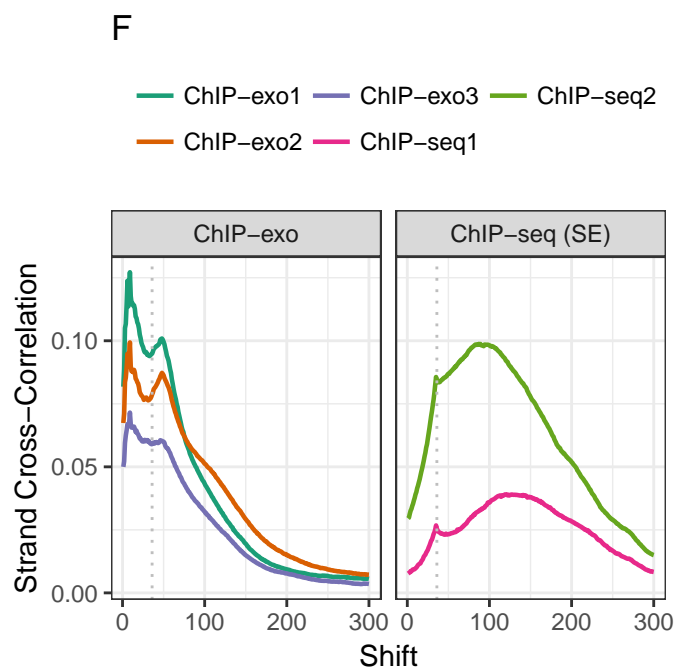 F
ChIP−exo1 ChIP−exo3 ChIP−seq2
ChIP−exo2 ChIP−seq1
ChIP−exo ChIP−seq (SE)
Strand Cross−Correlation
0.10
0.05
0.00
0 100 200 300 0 100 200 300
Shift